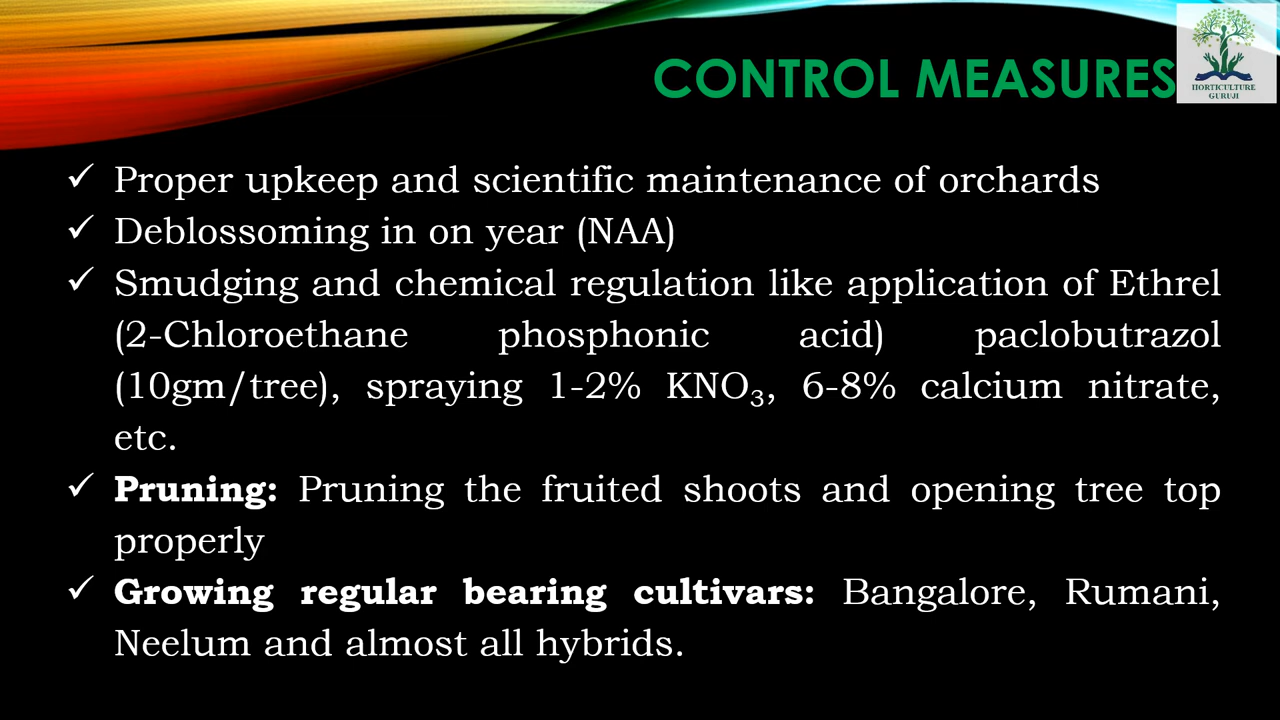 CONTROL MEASURES
HORTICULTURE
GURUJI
✓ Proper upkeep and scientific maintenance of orchards
✓ Deblossoming in on year (NAA)
✓ Smudging and chemical regulation like application of Ethrel
(2-Chloroethane phosphonic acid) paclobutrazol
(10gm/tree), spraying 1-2% KNO₃, 6-8% calcium nitrate,
etc.
✓ Pruning: Pruning the fruited shoots and opening tree top
properly
✓ Growing regular bearing cultivars: Bangalore, Rumani,
Neelum and almost all hybrids.